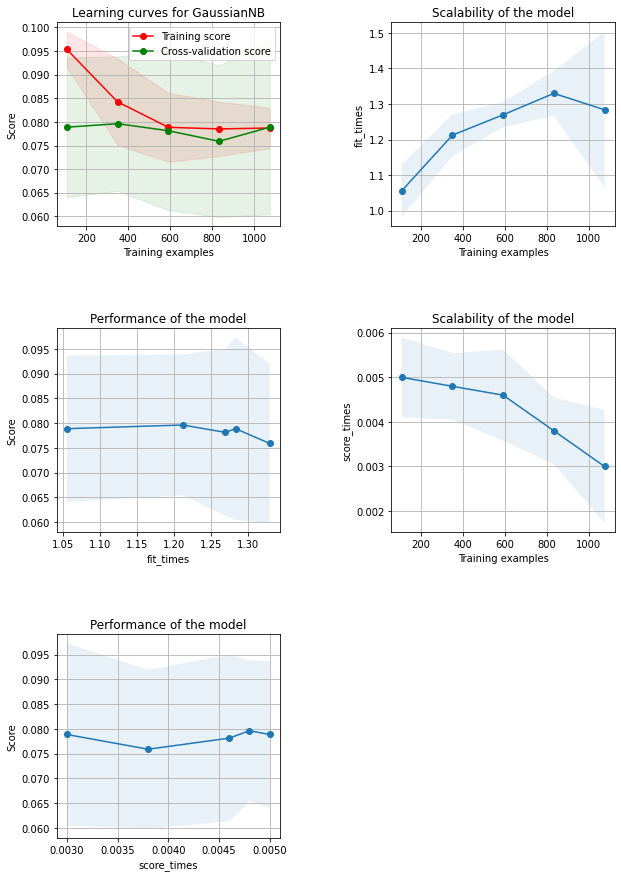 Learning curves for GaussianNB
Training score
Cross-validation score
0.100
0.095
0.090
0.085
0.080
0.075
0.070
0.065
0.060
Score
200 400 600 800 1000
Training examples
Scalability of the model
1.5
1.4
1.3
1.2
1.1
1.0
fit_times
200 400 600 800 1000
Training examples
Performance of the model
0.095
0.090
0.085
0.080
0.075
0.070
0.065
0.060
Score
1.05 1.10 1.15 1.20 1.25 1.30
fit_times
Scalability of the model
0.006
0.005
0.004
0.003
0.002
score_times
200 400 600 800 1000
Training examples
Performance of the model
0.095
0.090
0.085
0.080
0.075
0.070
0.065
0.060
Score
0.0030 0.0035 0.0040 0.0045 0.0050
score_times